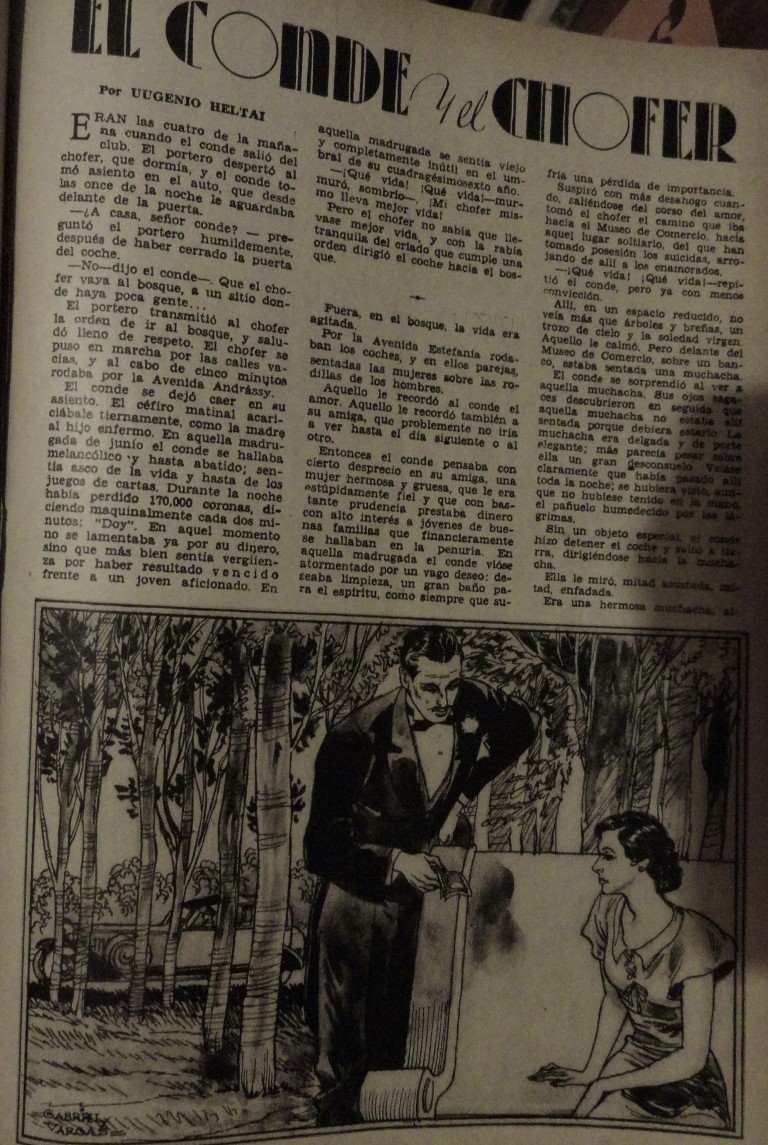 EL CONDE y el CHOFER
Por UUGENIO HELTAI
ERAN las cuatro de la maña-
na cuando el conde salió del
club. El portero despertó al
chofer, que dormía, y el conde to-
mó asiento en el auto, que desde
las once de la noche le aguardaba
delante de la puerta.
—¿A casa, señor conde? — pre-
guntó el portero humildemente,
después de haber cerrado la puerta
del coche.
—No—dijo el conde—. Que el cho-
fer vaya al bosque, a un sitio don-
de haya poca gente...
El portero transmitió al chofer
la orden de ir al bosque, y salu-
dó lleno de respeto. El chofer se
puso en marcha por las calles va-
cías, y al cabo de cinco minutos
rodaba por la Avenida Andrássy.
El conde se dejó caer en su
asiento. El céfiro matinal acari-
ciábale tiernamente, como la madre
al hijo enfermo. En aquella madru-
gada de junio el conde se hallaba
melancólico y hasta abatido; sen-
tía asco de la vida y hasta de los
juegos de cartas. Durante la noche
había perdido 170,000 coronas, di-
ciendo maquinalmente cada dos mi-
nutos: "Doy". En aquel momento
no se lamentaba ya por su dinero,
sino que más bien sentía vergüen-
za por haber resultado vencido
frente a un joven aficionado. En
aquella madrugada se sentía viejo
y completamente inútil en el um-
bral de su cuadragésimosexto año.
—¡Qué vida! ¡Qué vida!—mur-
muró, sombrío—. ¡Mi chofer mis-
mo lleva mejor vida!
Pero el chofer no sabía que lle-
vase mejor vida, y con la rabia
tranquila del criado que cumple una
orden dirigió el coche hacia el bos-
que.
Fuera, en el bosque, la vida era
agitada.
Por la Avenida Estefanía roda-
ban los coches, y en ellos parejas,
sentadas las mujeres sobre las ro-
dillas de los hombres.
Aquello le recordó al conde el
amor. Aquello le recordó también a
su amiga, que problemente no iría
a ver hasta el día siguiente o al
otro.
Entonces el conde pensaba con
cierto desprecio en su amiga, una
mujer hermosa y gruesa, que le era
estúpidamente fiel y que con bas-
tante prudencia prestaba dinero
con alto interés a jóvenes de bue-
nas familias que financieramente
se hallaban en la penuria. En
aquella madrugada el conde vióse
atormentado por un vago deseo: de-
seaba limpieza, un gran baño pa-
ra el espíritu, como siempre que su-
fría una pérdida de importancia.
Suspiró con más desahogo cuan-
do, saliéndose del corso del amor,
tomó el chofer el camino que iba
hacia el Museo de Comercio, hacia
aquel lugar soltiario, del que han
tomado posesión los suicidas, arro-
jando de allí a los enamorados.
—¡Qué vida! ¡Qué vida!—repi-
tió el conde, pero ya con menos
convicción.
Allí, en un espacio reducido, no
veía más que árboles y breñas, un
trozo de cielo y la soledad virgen.
Aquello le calmó. Pero delante del
Museo de Comercio, sobre un ban-
co, estaba sentada una muchacha.
El conde se sorprendió al ver a
aquella muchacha. Sus ojos saga-
ces descubrieron en seguida que
aquella muchacha no estaba allí
sentada porque debiera estarlo. La
muchacha era delgada y de porte
elegante; más parecía pesar sobre
ella un gran desconsuelo. Veíase
claramente que había pasado allí
toda la noche; se hubiera visto, aun-
que no hubiese tenido en la mano,
el pañuelo humedecido por las lá-
grimas.
Sin un objeto especial, el conde
hizo detener el coche y saltó a tie-
rra, dirigiéndose hacia la mucha-
cha.
Ella le miró, mitad asustada, mi-
tad, enfadada.
Era una hermosa muchacha, al-
GABRIEL
VARGAS